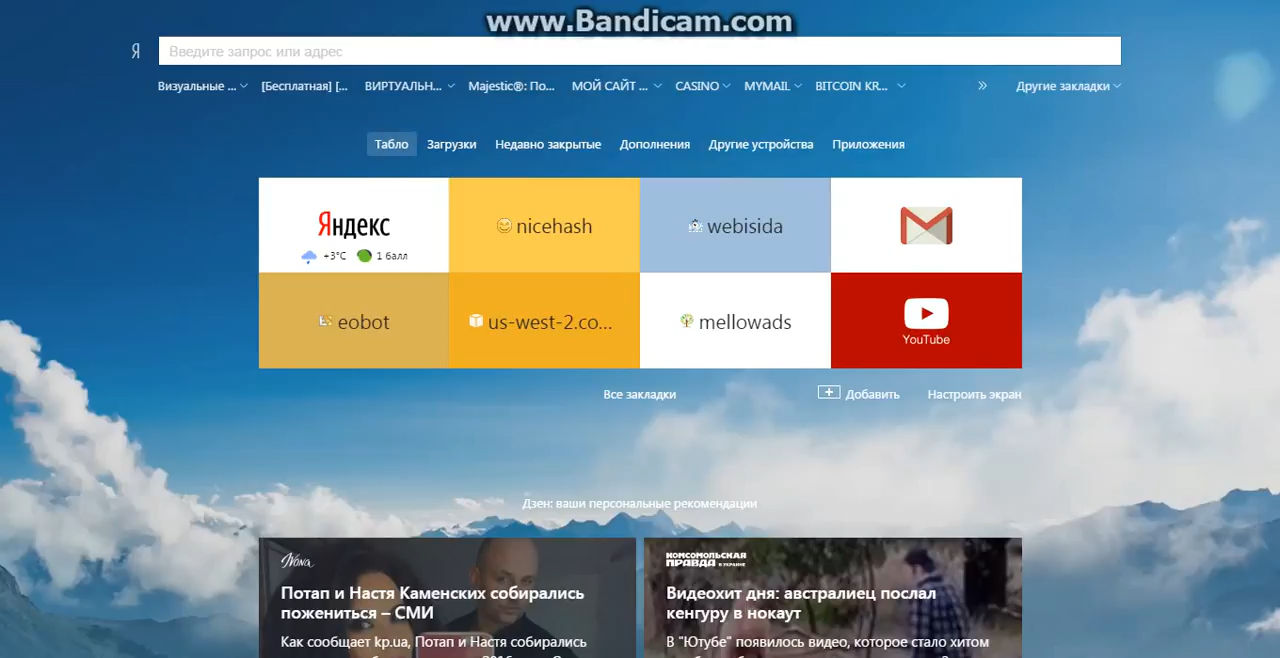 www.Bandicam.com
Я Введите запрос или адрес
Визуальные ... [Бесплатная] [... ВИРТУАЛЬН... Majestic®: По... МОЙ САЙТ ... CASINO MYMAIL BITCOIN KR... » Другие закладки
Табло Загрузки Недавно закрытые Дополнения Другие устройства Приложения
Яндекс
+3°C 1 балл
nicehash
webisida
eobot
us-west-2.co...
mellowads
YouTube
Все закладки Добавить Настроить экран
Дзен: ваши персональные рекомендации
Ivona
Потап и Настя Каменских собирались
пожениться – СМИ
Как сообщает kp.ua, Потап и Настя собирались
КОМСОМОЛЬСКАЯ
ПРАВДА В УКРАИНЕ
Видеохит дня: австралиец послал
кенгуру в нокаут
В "Ютубе" появилось видео, которое стало хитом